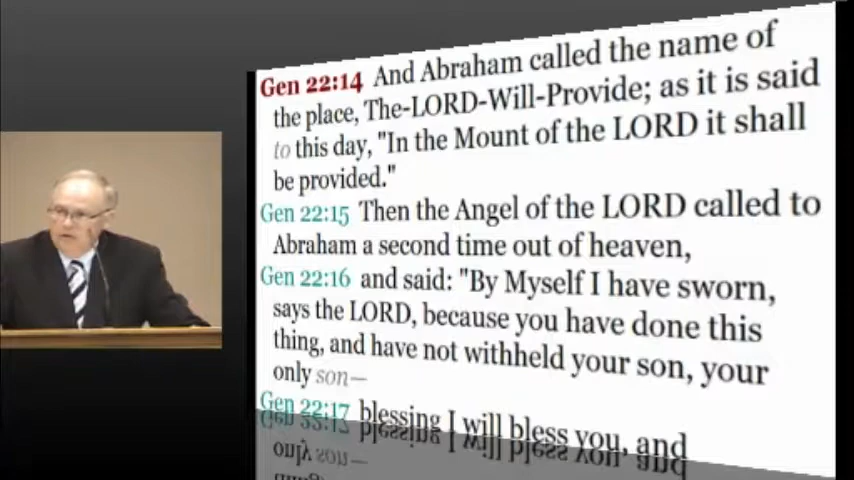 Gen 22:14 And Abraham called the name of
the place, The-LORD-Will-Provide; as it is said
to this day, "In the Mount of the LORD it shall
be provided."
Gen 22:15 Then the Angel of the LORD called to
Abraham a second time out of heaven,
Gen 22:16 and said: "By Myself I have sworn,
says the LORD, because you have done this
thing, and have not withheld your son, your
only son—
Gen 22:17 blessing I will bless you, and